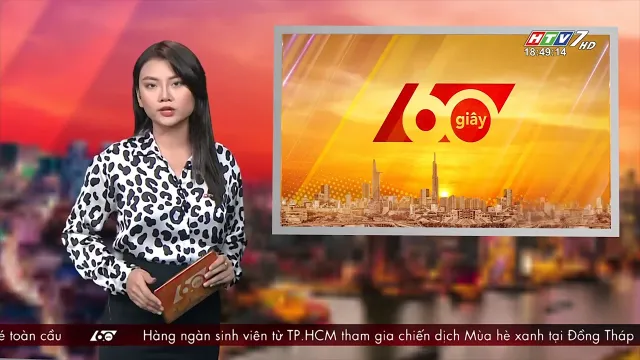 HTV7 HD
18:49:14
60 giây
é toàn cầu 60 Hàng ngàn sinh viên từ TP.HCM tham gia chiến dịch Mùa hè xanh tại Đồng Tháp